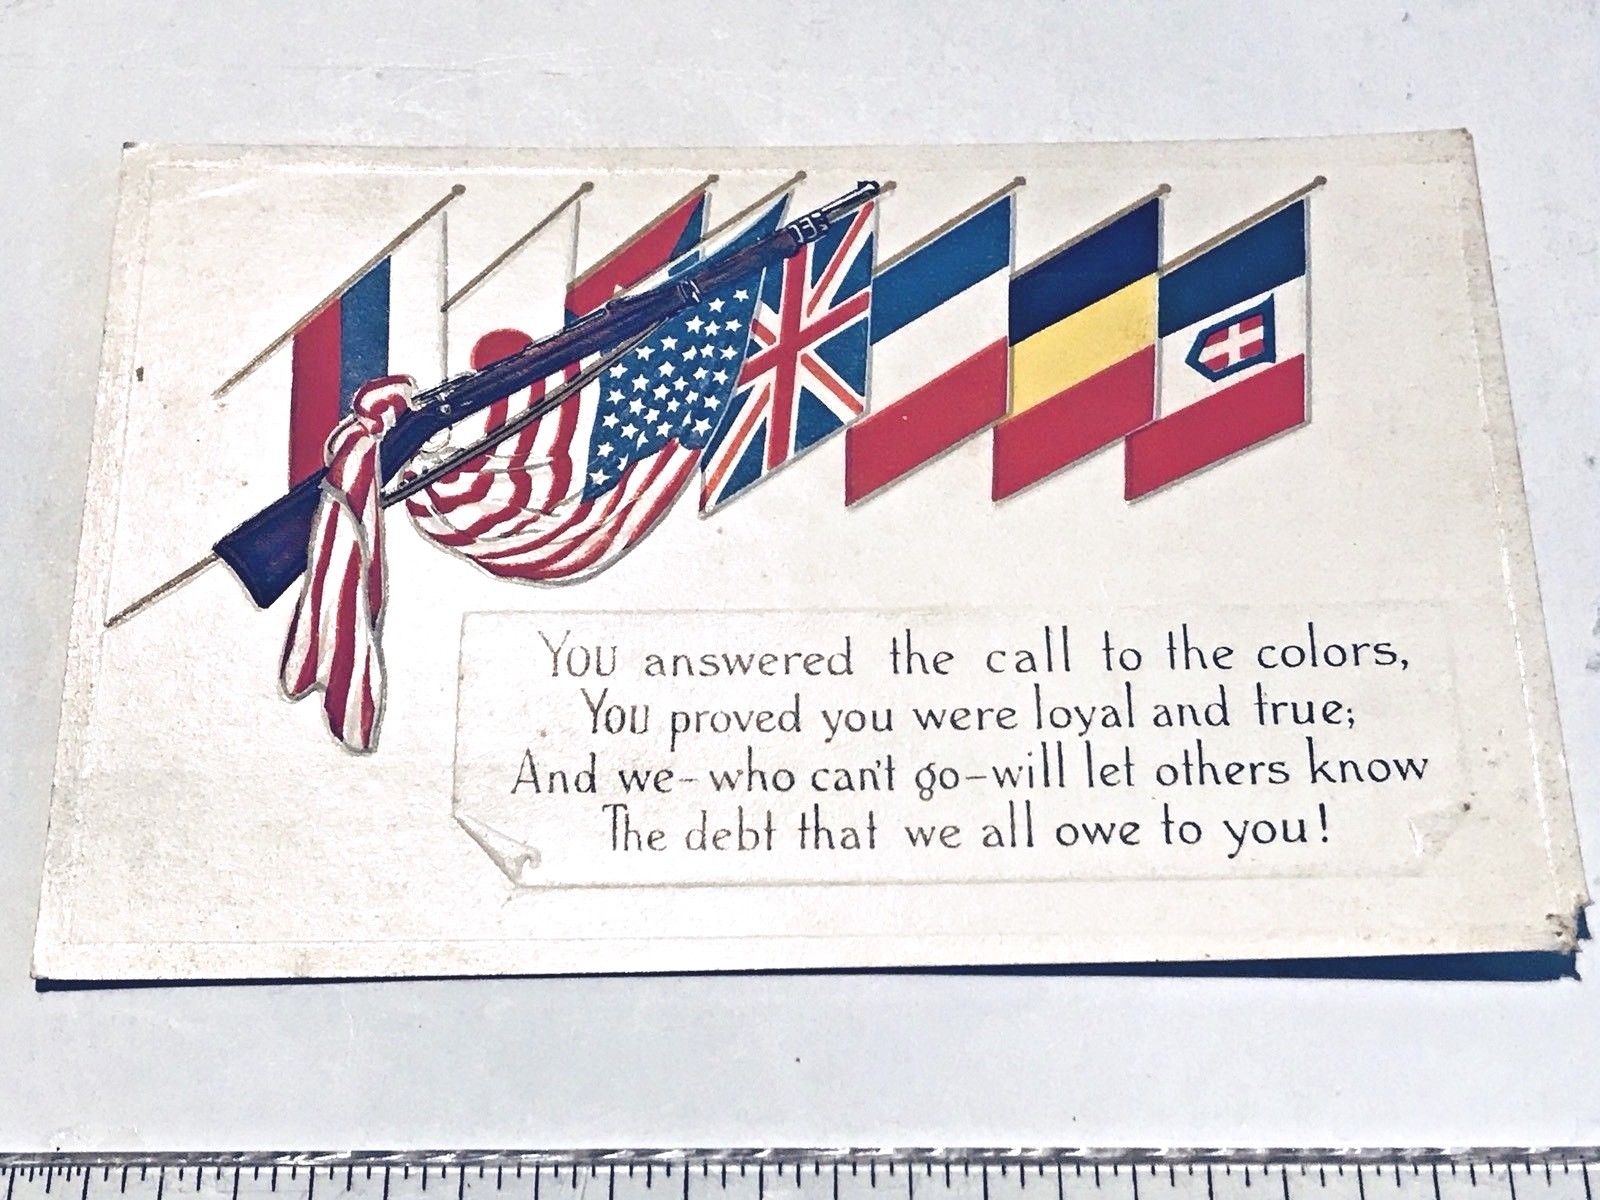 You answered the call to the colors,
You proved you were loyal and true;
And we-who can't go-will let others know
The debt that we all owe to you!